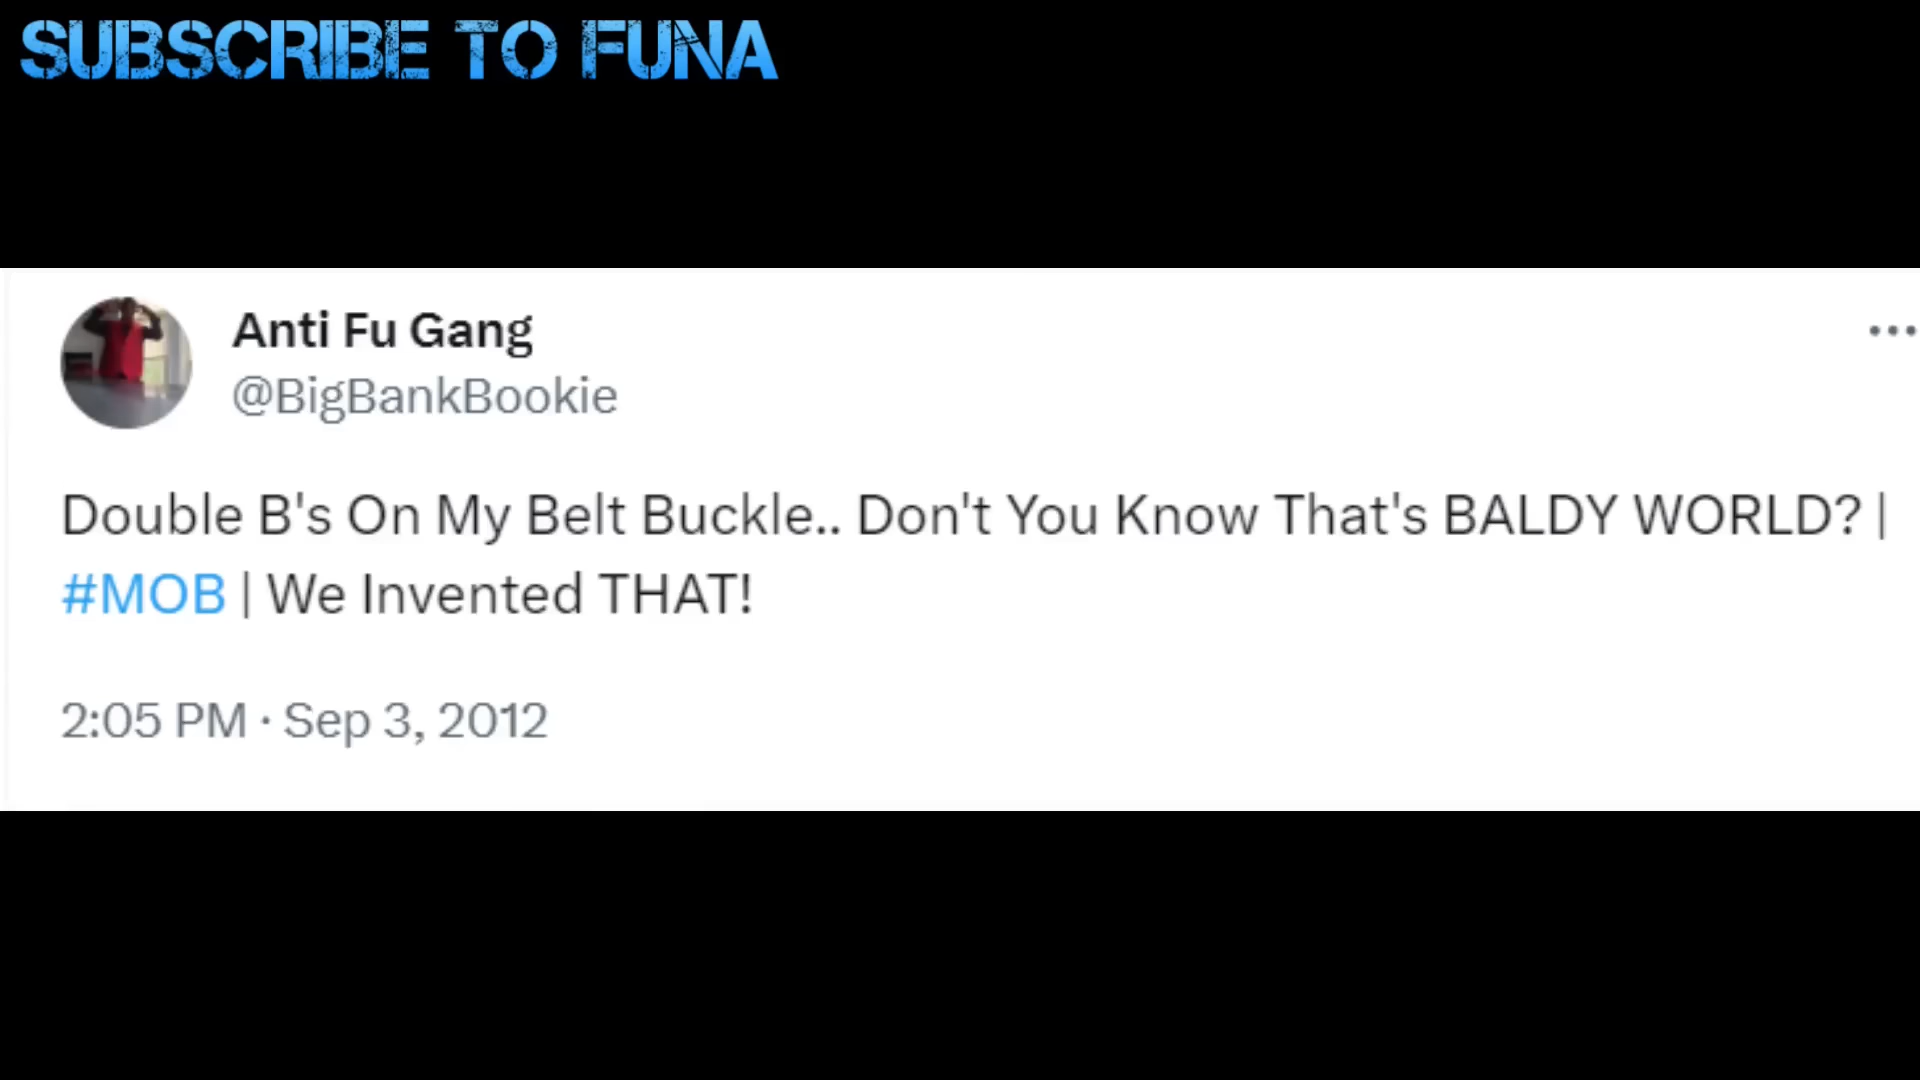 SUBSCRIBE TO FUNA
Anti Fu Gang
@BigBankBookie
Double B's On My Belt Buckle.. Don't You Know That's BALDY WORLD? |
#MOB | We Invented THAT!
2:05 PM · Sep 3, 2012